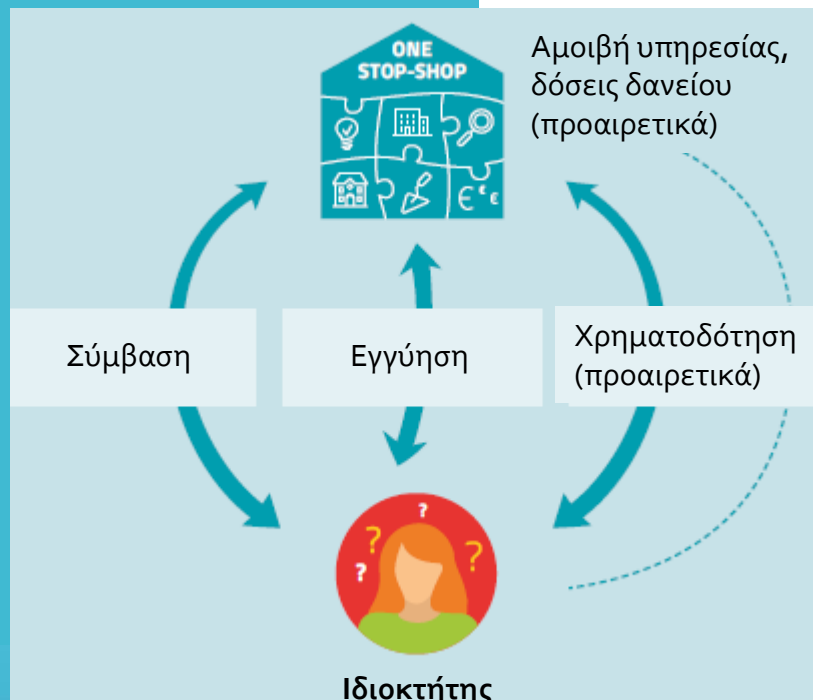 ONE
STOP-SHOP
Αμοιβή υπηρεσίας,
δόσεις δανείου
(προαιρετικά)
Σύμβαση
Εγγύηση
Χρηματοδότηση
(προαιρετικά)
Ιδιοκτήτης